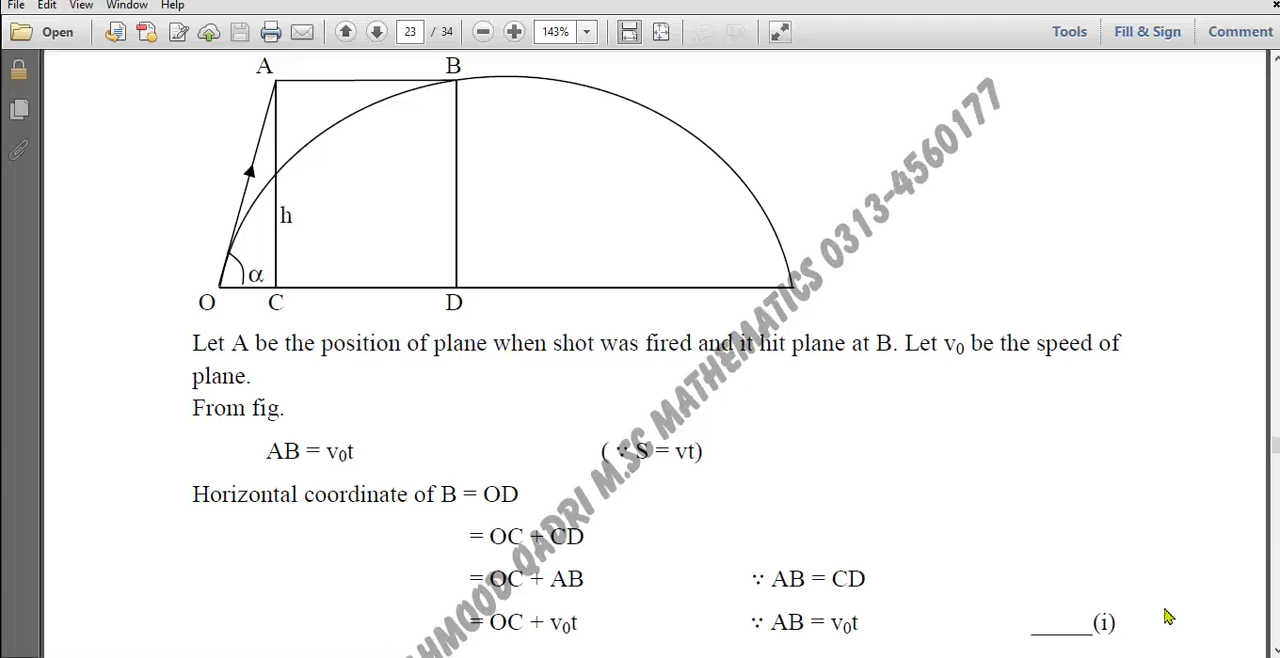 File Edit View Window Help
Open 23 / 34 143% Tools Fill & Sign Comment
A B
h
α
O C D
Let A be the position of plane when shot was fired and it hit plane at B. Let v₀ be the speed of
plane.
From fig.
AB = v₀t ( ∵ S = vt)
Horizontal coordinate of B = OD
= OC + CD
= OC + AB ∵ AB = CD
= OC + v₀t ∵ AB = v₀t ______(i)
HMOOD QADRI M.SC MATHEMATICS 0313-4560177